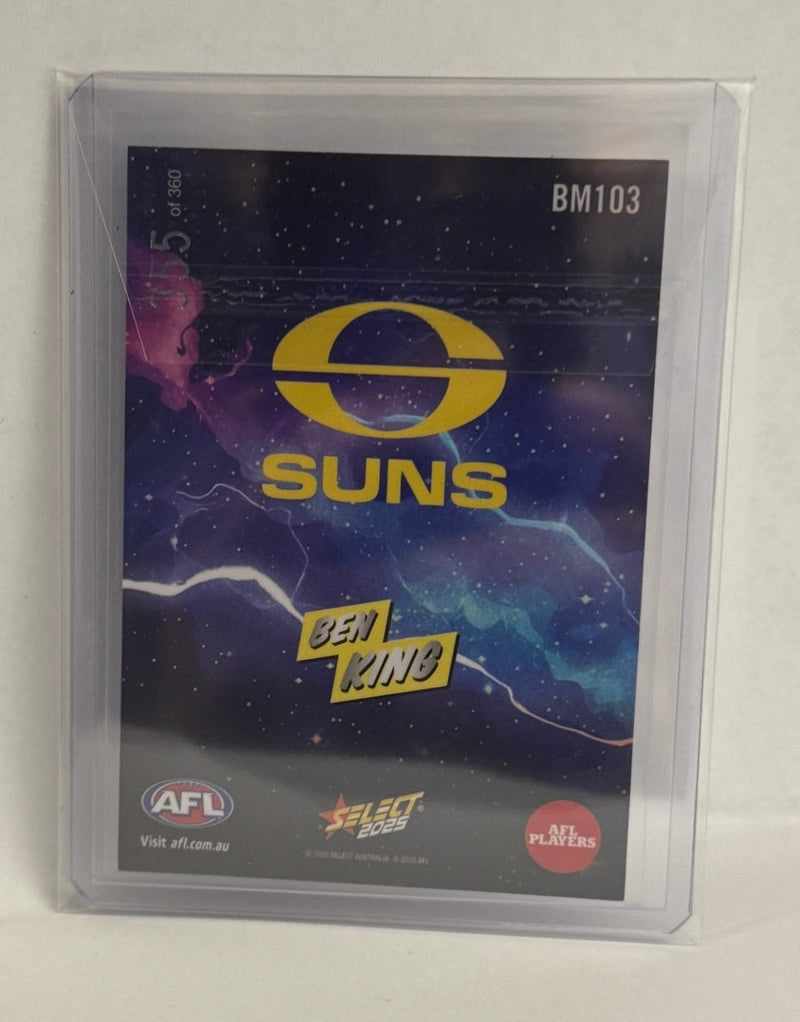 355 of 360
BM103
SUNS
BEN
KING
AFL
Visit afl.com.au
SELECT
2025
© 2025 SELECT AUSTRALIA © 2025 AFL
AFL
PLAYERS